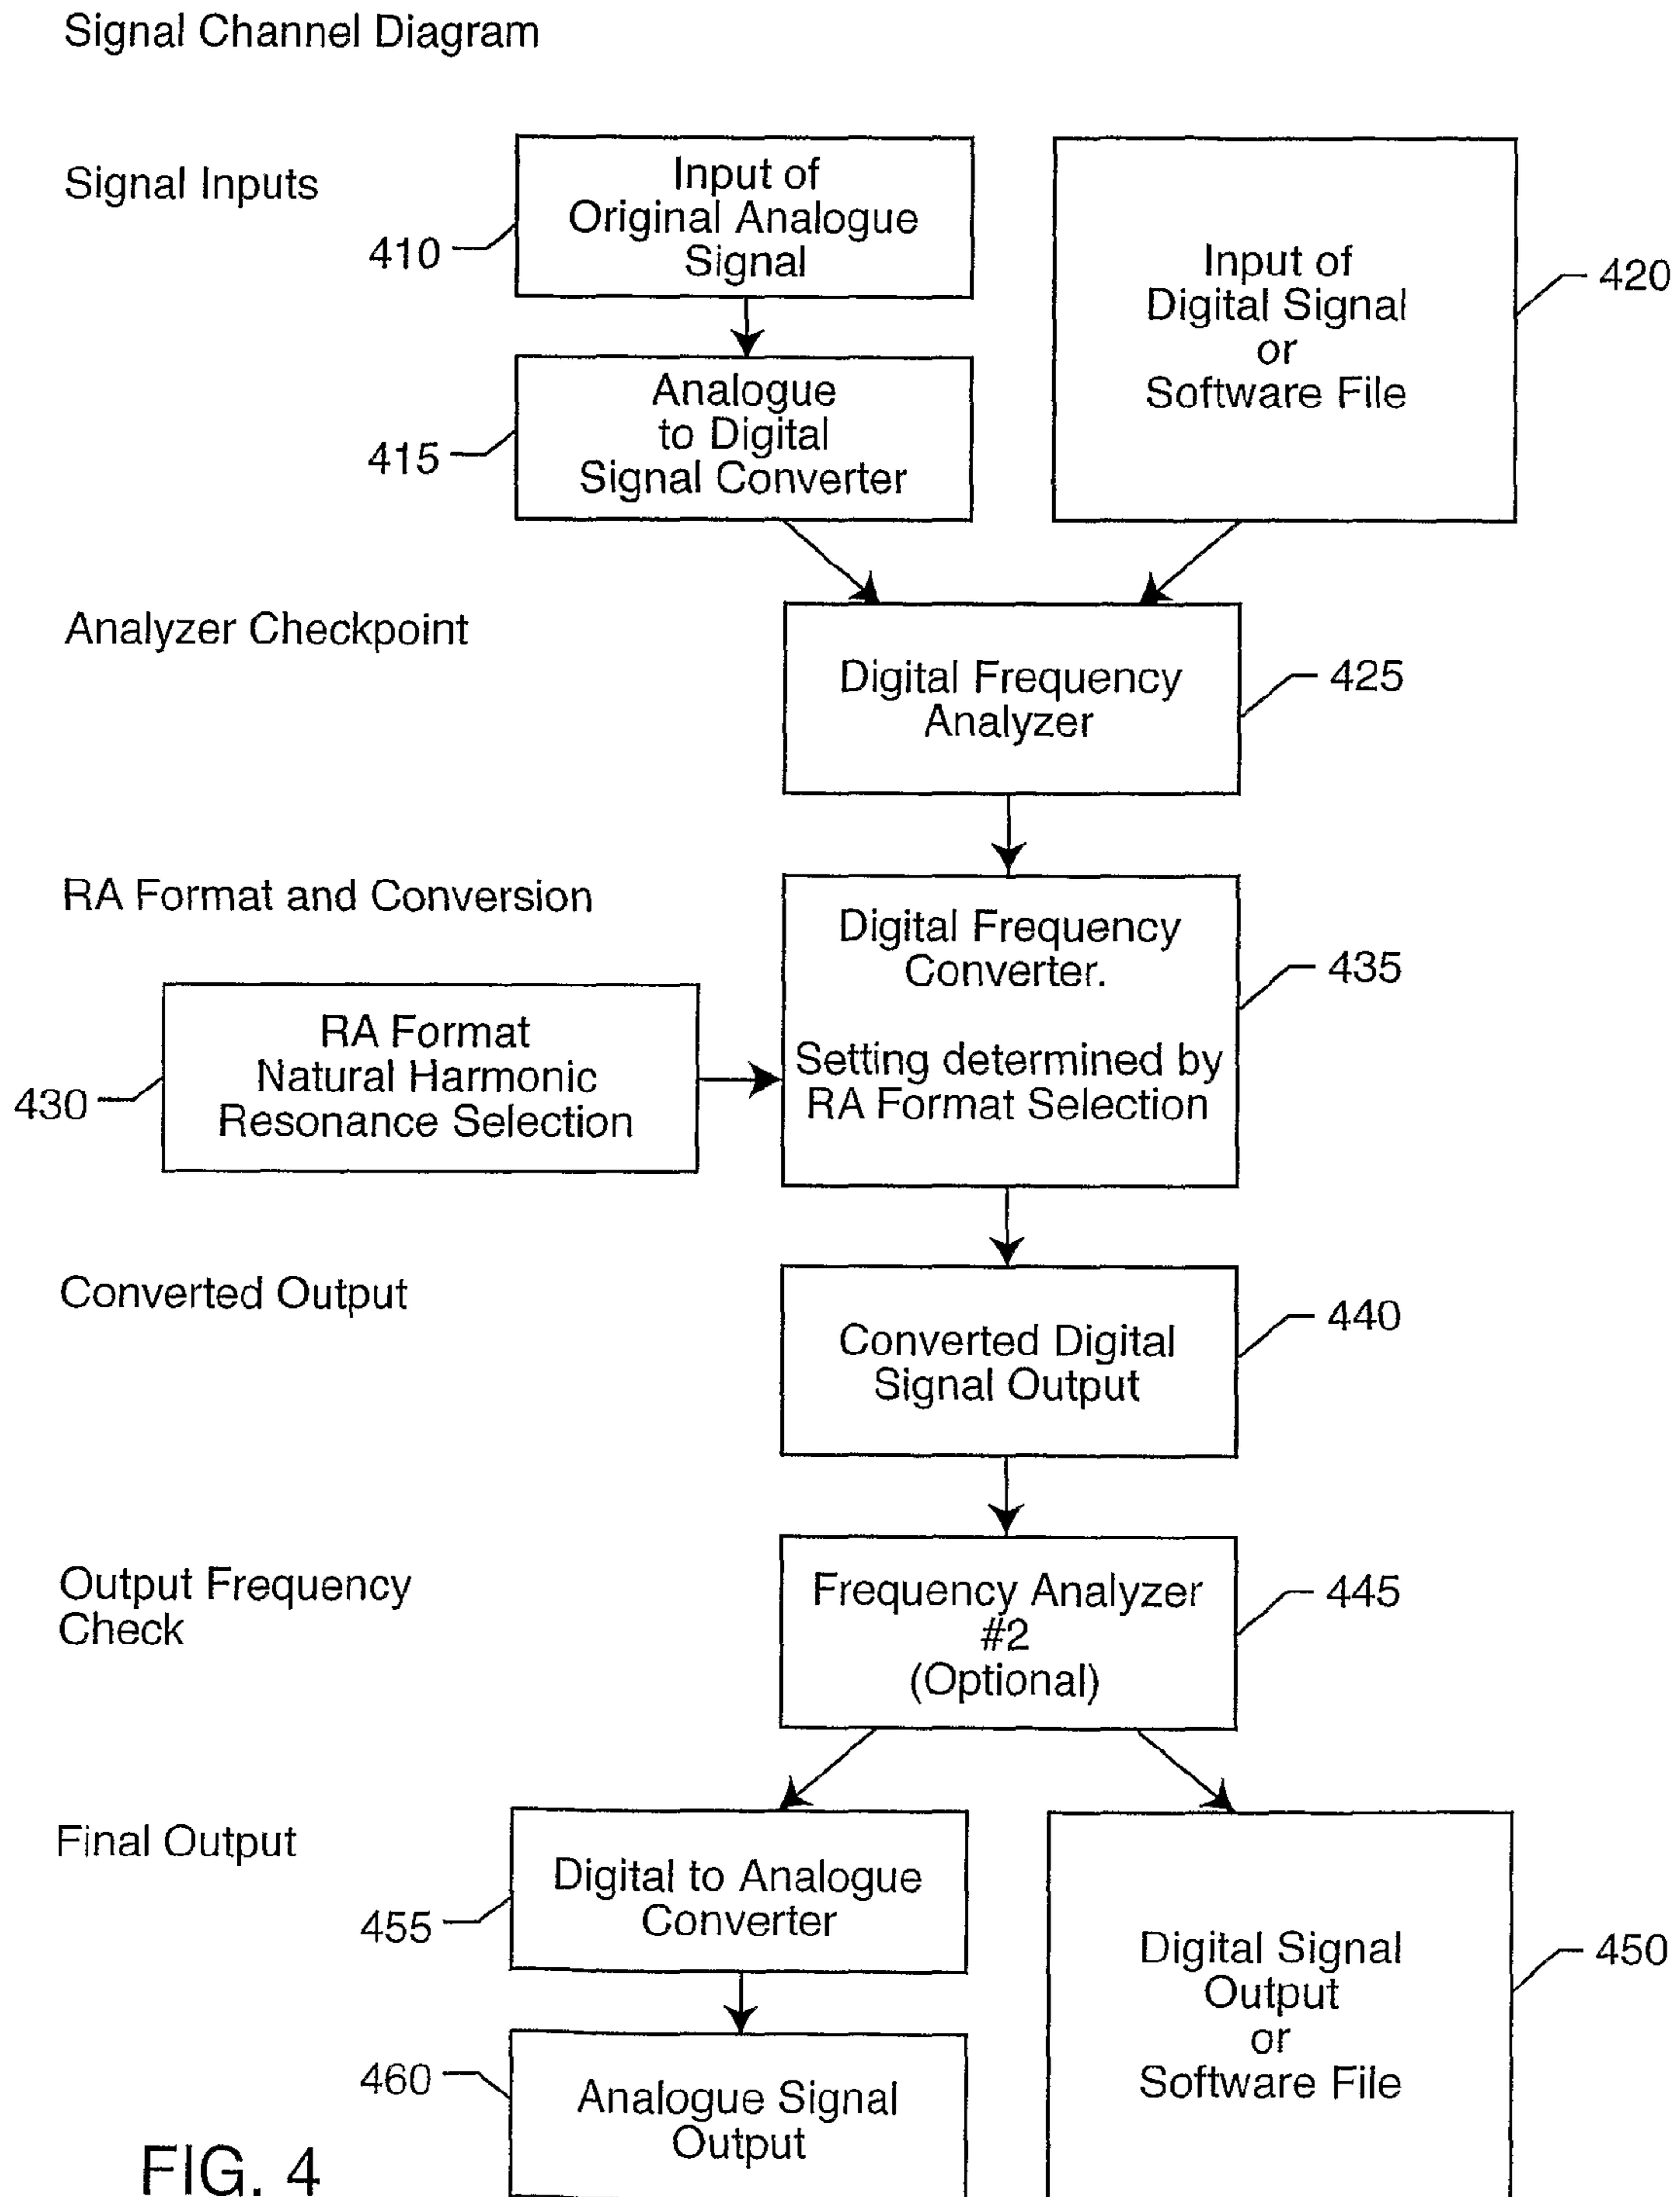 Signal Channel Diagram
Signal Inputs
Input of
Original Analogue
Signal
410
Input of
Digital Signal
or
Software File
420
Analogue
to Digital
Signal Converter
415
Analyzer Checkpoint
Digital Frequency
Analyzer
425
RA Format and Conversion
Digital Frequency
Converter.
Setting determined by
RA Format Selection
435
RA Format
Natural Harmonic
Resonance Selection
430
Converted Output
Converted Digital
Signal Output
440
Output Frequency
Check
Frequency Analyzer
#2
(Optional)
445
Final Output
Digital to Analogue
Converter
455
Digital Signal
Output
or
Software File
450
460
Analogue Signal
Output
FIG. 4